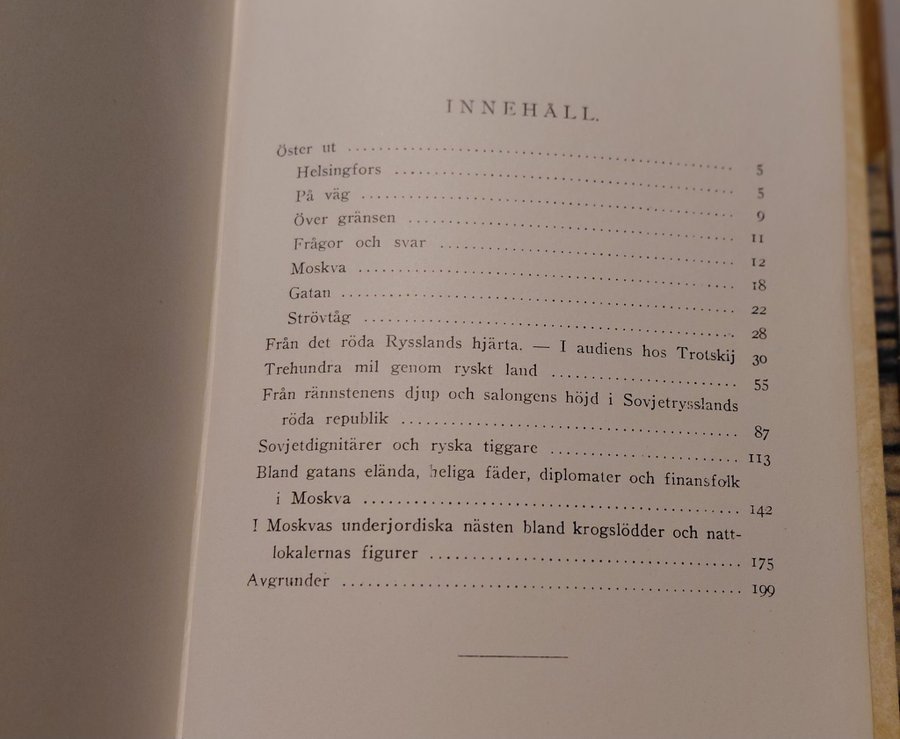 INNEHÅLL.
Öster ut ........................................ 5
Helsingfors ........................................ 5
På väg ........................................ 9
Över gränsen ........................................ 11
Frågor och svar ........................................ 12
Moskva ........................................ 18
Gatan ........................................ 22
Strövtåg ........................................ 28
Från det röda Rysslands hjärta. — I audiens hos Trotskij 30
Trehundra mil genom ryskt land .................... 55
Från rännstenens djup och salongens höjd i Sovjetrysslands
röda republik ........................................ 87
Sovjetdignitärer och ryska tiggare .................... 113
Bland gatans elända, heliga fäder, diplomater och finansfolk
i Moskva ........................................ 142
I Moskvas underjordiska nästen bland krogslödder och natt-
lokalernas figurer .................................... 175
Avgrunder ........................................ 199